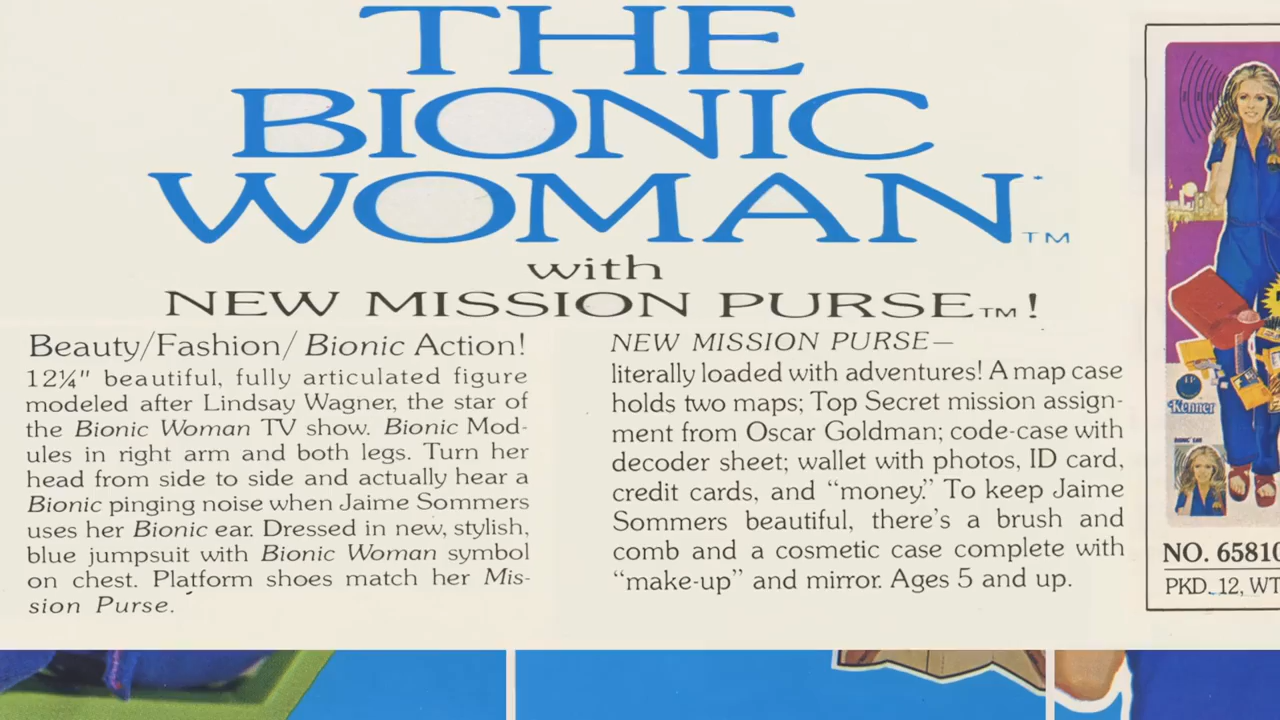 THE
BIONIC
WOMAN™
with
NEW MISSION PURSE™!
Beauty/Fashion/Bionic Action!
12¼" beautiful, fully articulated figure
modeled after Lindsay Wagner, the star of
the Bionic Woman TV show. Bionic Mod-
ules in right arm and both legs. Turn her
head from side to side and actually hear a
Bionic pinging noise when Jaime Sommers
uses her Bionic ear. Dressed in new, stylish,
blue jumpsuit with Bionic Woman symbol
on chest. Platform shoes match her Mis-
sion Purse.
NEW MISSION PURSE—
literally loaded with adventures! A map case
holds two maps; Top Secret mission assign-
ment from Oscar Goldman; code-case with
decoder sheet; wallet with photos, ID card,
credit cards, and “money.” To keep Jaime
Sommers beautiful, there’s a brush and
comb and a cosmetic case complete with
“make-up” and mirror. Ages 5 and up.
Kenner
BIONIC EAR
NO. 65810
PKD. 12, WT